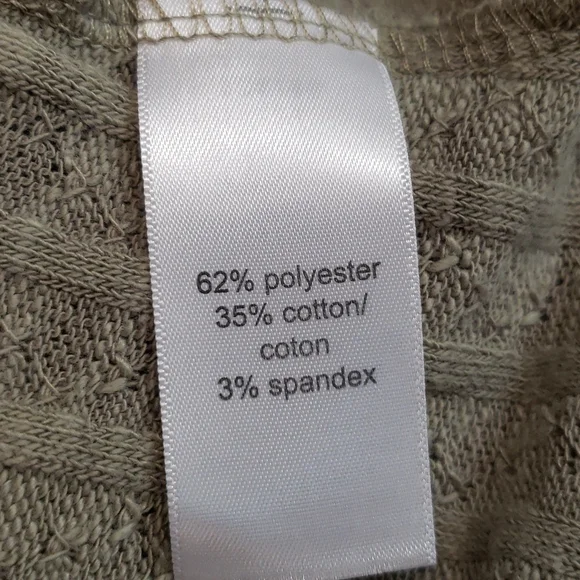 62% polyester
35% cotton/
coton
3% spandex